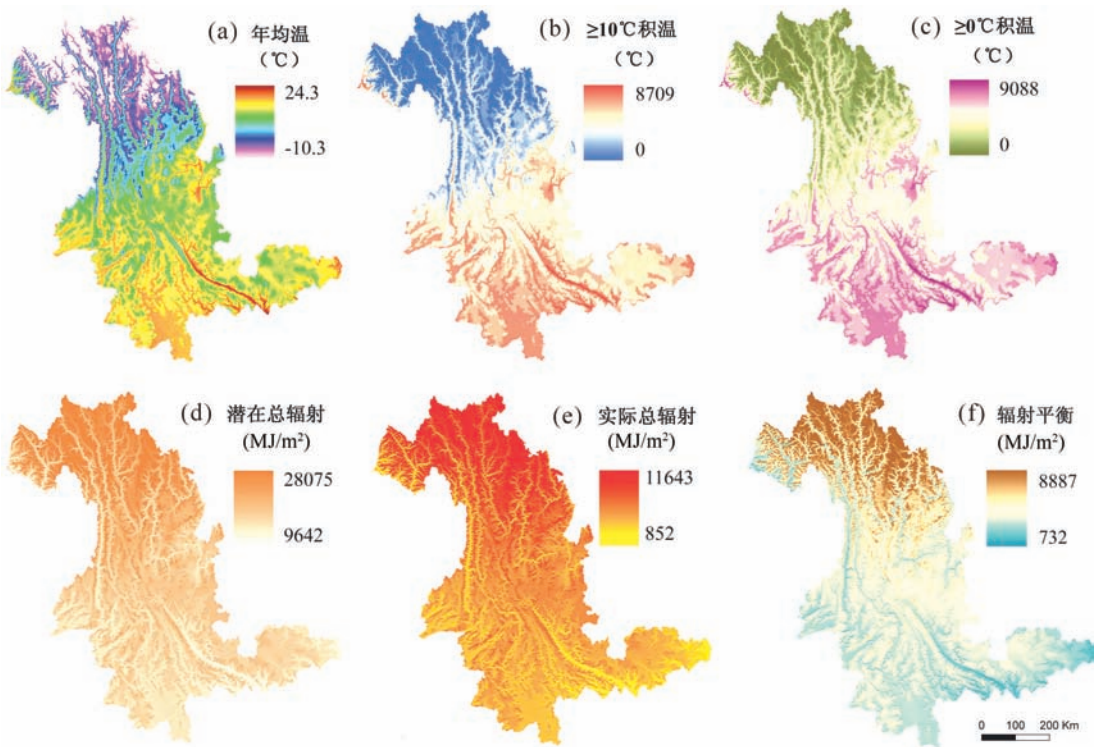 (a) 年均温
(℃)
24.3
-10.3
(b) ≥10℃积温
(℃)
8709
0
(c) ≥0℃积温
(℃)
9088
0
(d) 潜在总辐射
(MJ/m²)
28075
9642
(e) 实际总辐射
(MJ/m²)
11643
852
(f) 辐射平衡
(MJ/m²)
8887
732
0 100 200 Km